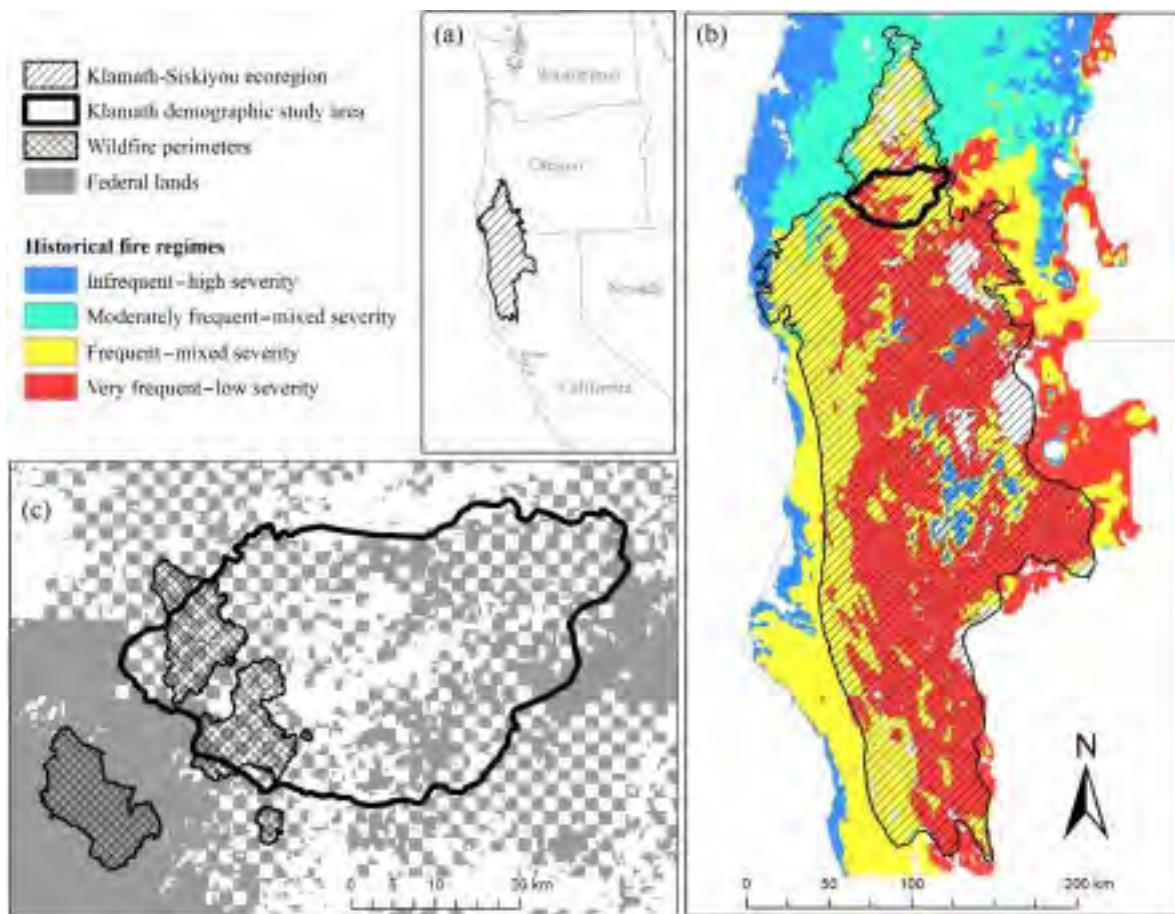 Klamath-Siskiyou ecoregion
Klamath demographic study area
Wildfire perimeters
Federal lands
Historical fire regimes
Infrequent-high severity
Moderately frequent-mixed severity
Frequent-mixed severity
Very frequent-low severity
(a)
Washington
Oregon
Nevada
California
(b)
N
0 50 100 200 km
(c)
0 5 10 20 km